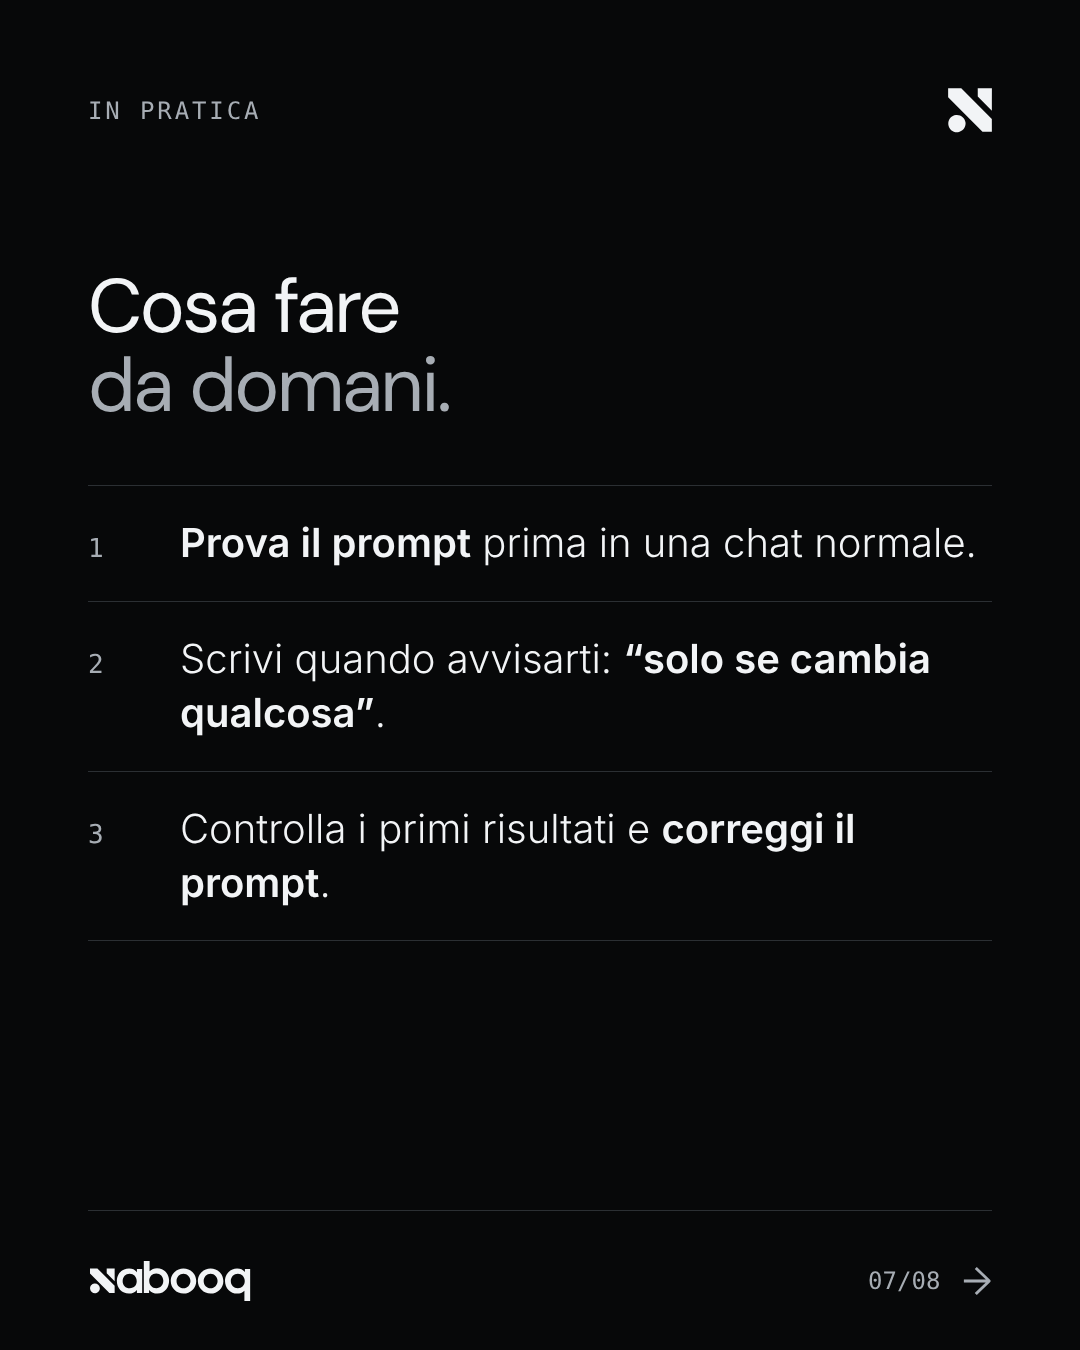 IN PRATICA
Cosa fare
da domani.
1 Prova il prompt prima in una chat normale.
2 Scrivi quando avvisarti: “solo se cambia
qualcosa”.
3 Controlla i primi risultati e correggi il
prompt.
nabooq
07/08 →